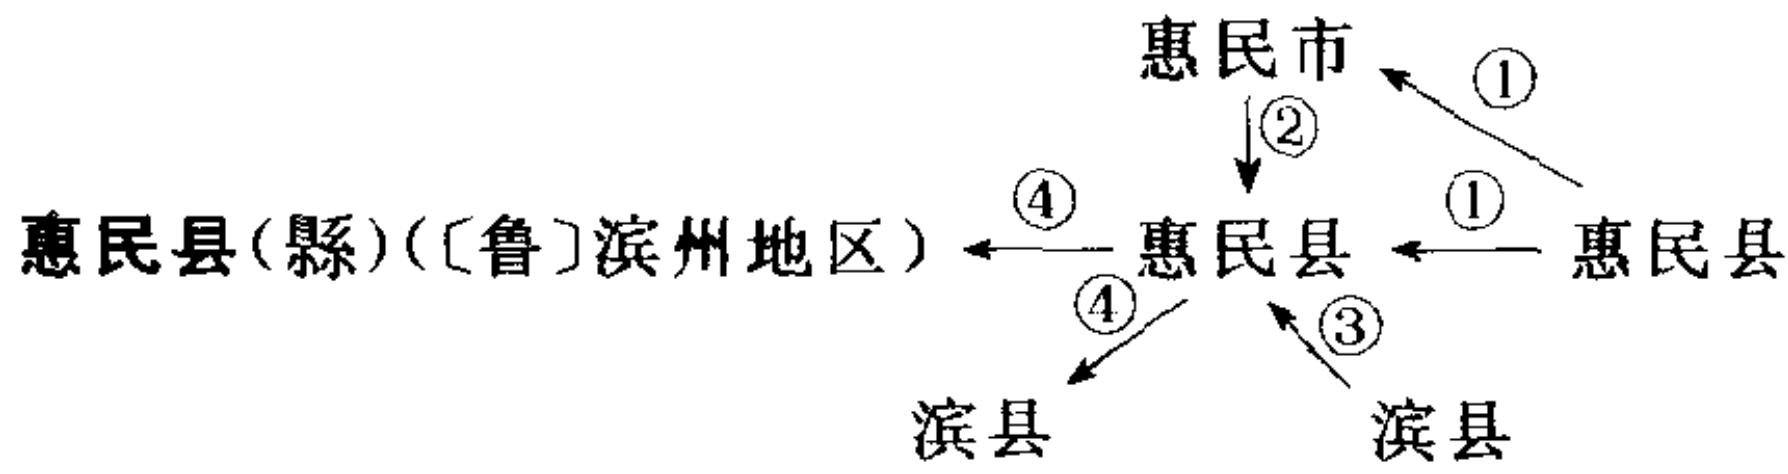 惠民市 ①
②
④ ①
惠民县(縣)(〔鲁〕滨州地区) 惠民县 惠民县
④ ③
滨县 滨县